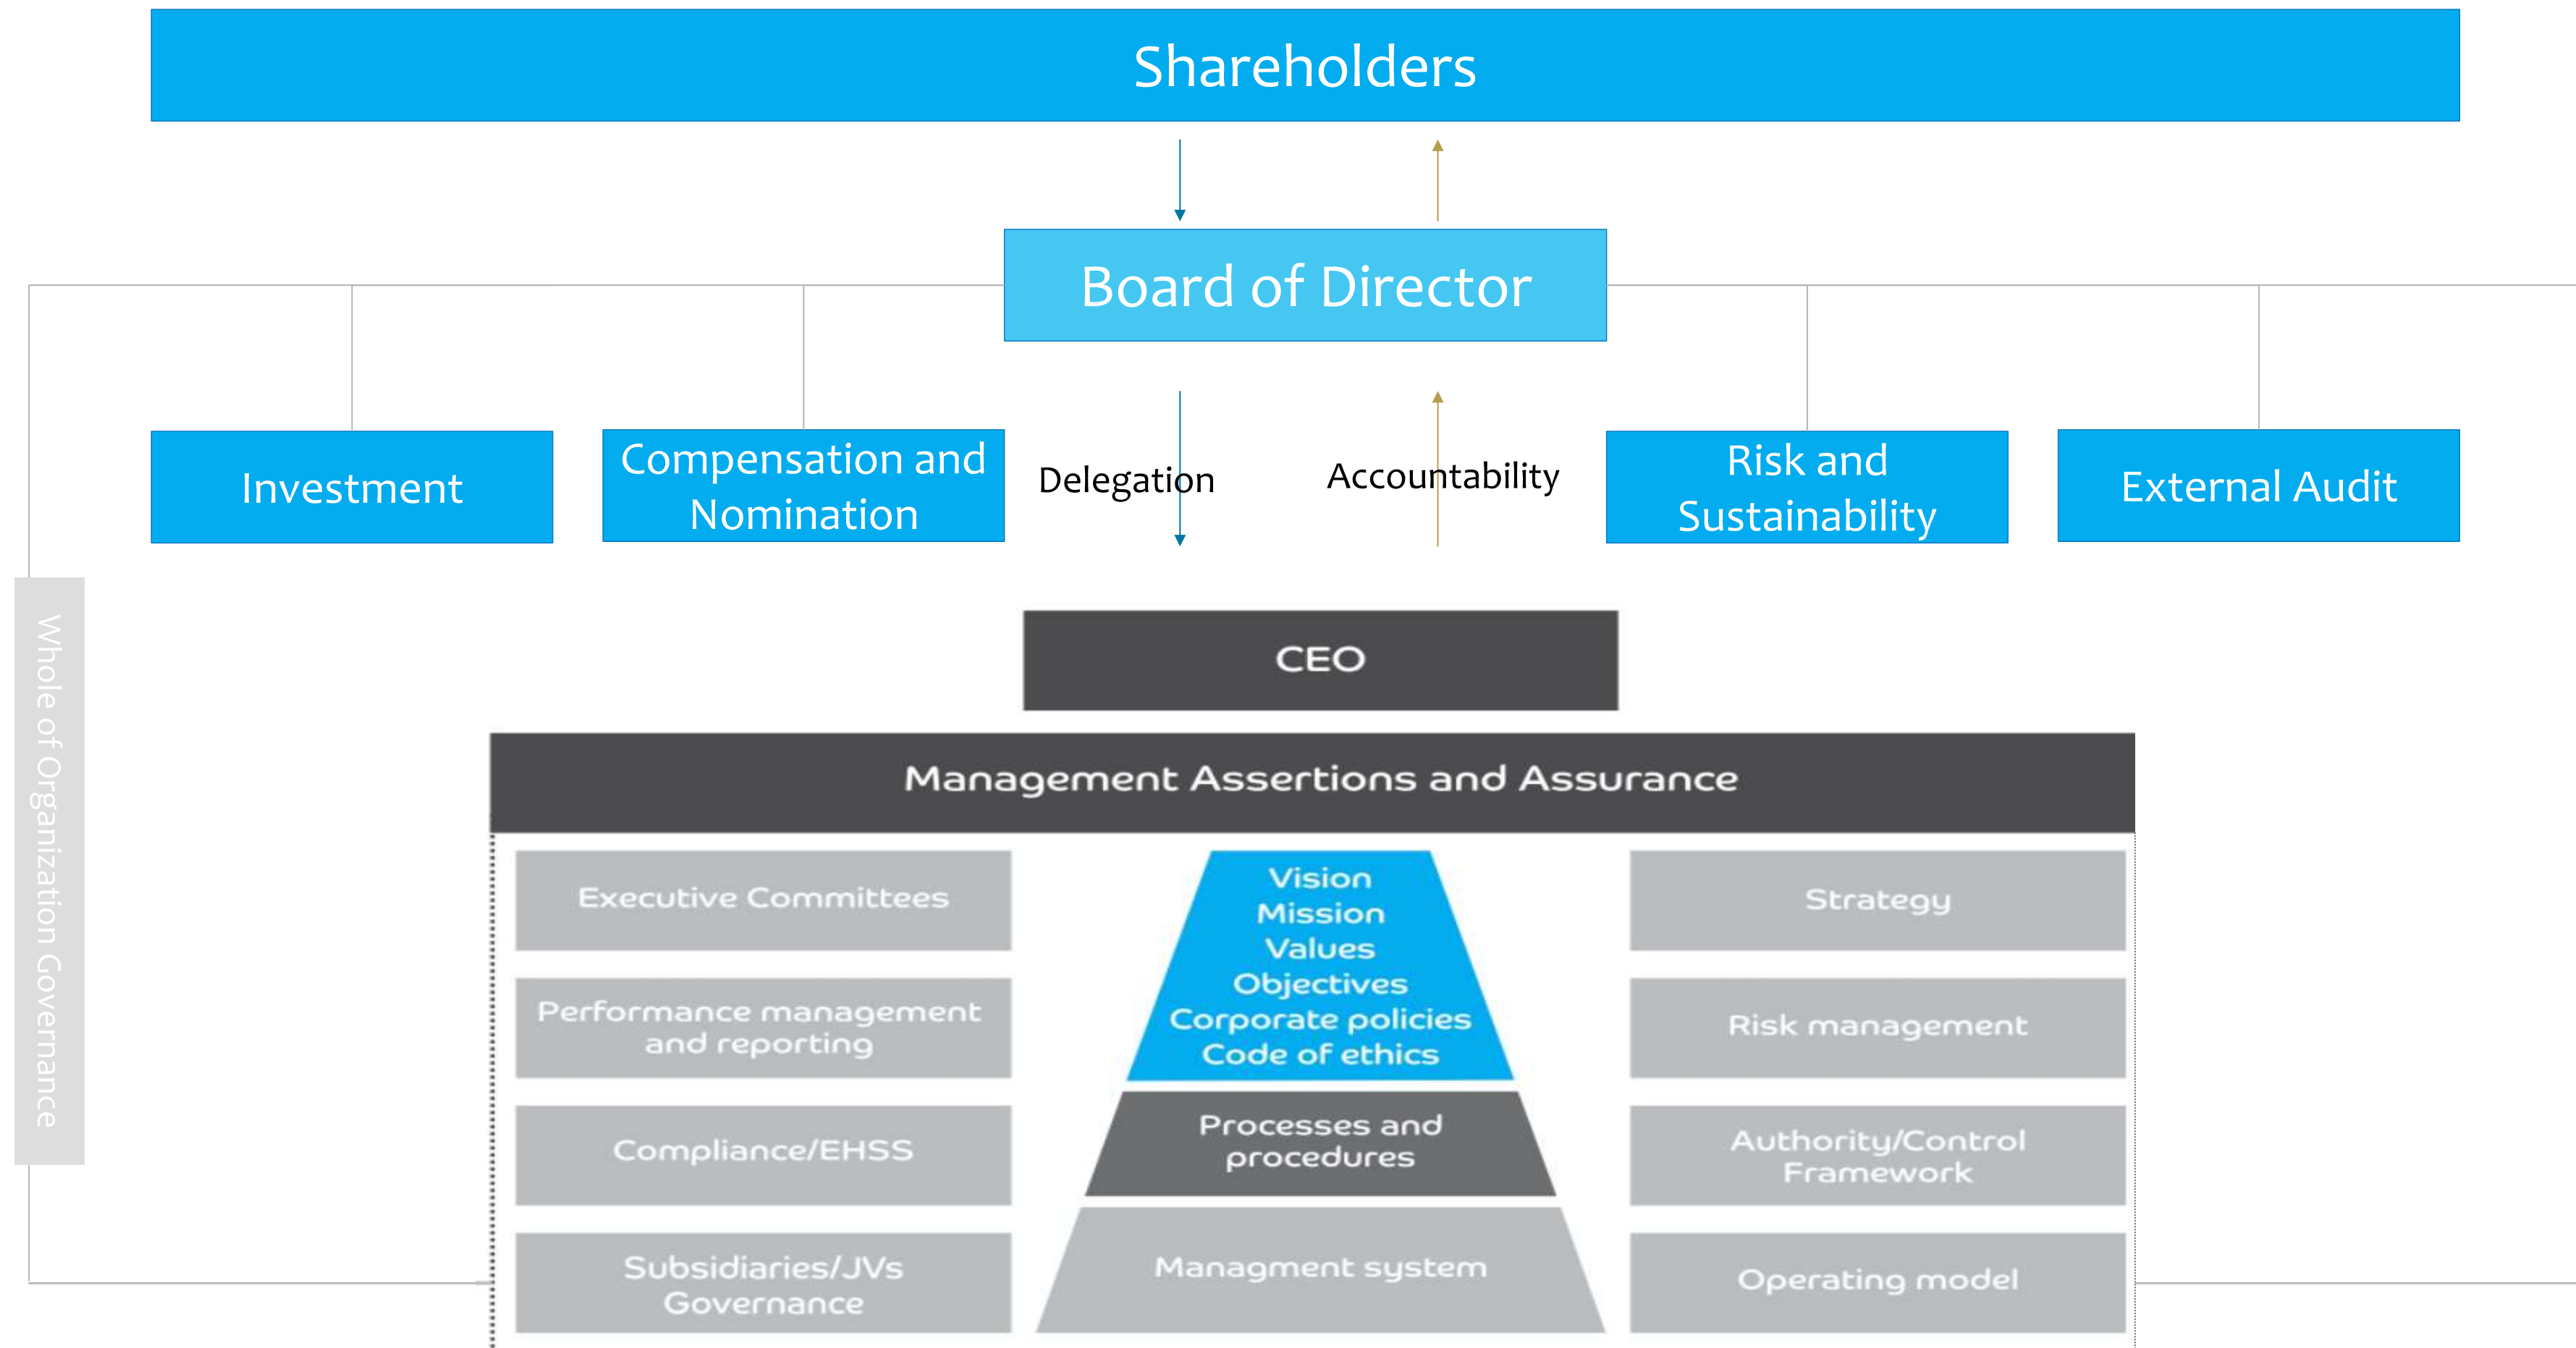 Shareholders
Board of Director
Investment
Compensation and
Nomination
Delegation
Accountability
Risk and
Sustainability
External Audit
Whole of Organization Governance
CEO
Management Assertions and Assurance
Executive Committees
Performance management
and reporting
Compliance/EHSS
Subsidiaries/JVs
Governance
Vision
Mission
Values
Objectives
Corporate policies
Code of ethics
Processes and
procedures
Managment system
Strategy
Risk management
Authority/Control
Framework
Operating model